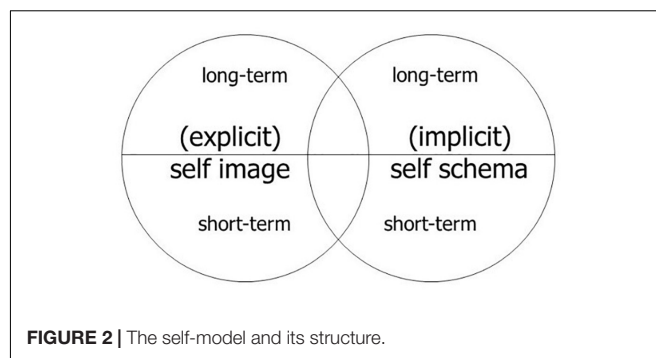 long-term long-term
(explicit) (implicit)
self image self schema
short-term short-term
FIGURE 2 | The self-model and its structure.